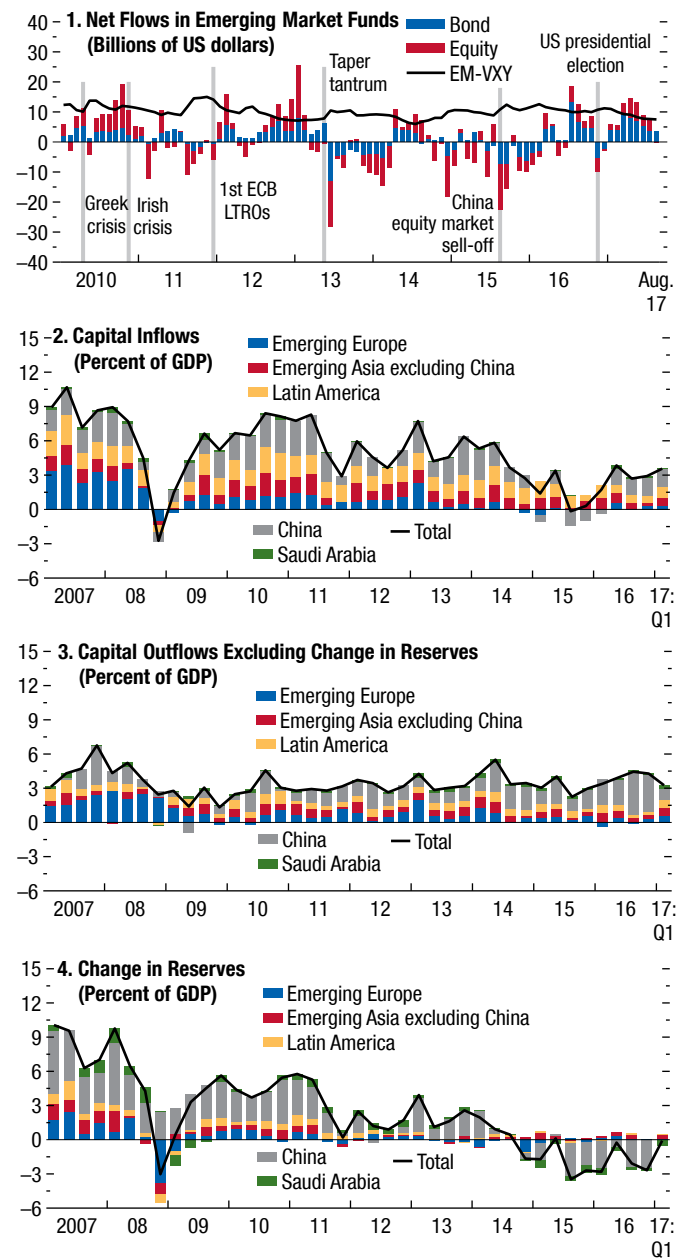 1. Net Flows in Emerging Market Funds
(Billions of US dollars)
Bond
Equity
EM-VXY
Taper
tantrum
US presidential
election
Greek
crisis
Irish
crisis
1st ECB
LTROs
China
equity market
sell-off
40
30
20
10
0
–10
–20
–30
–40
2010 11 12 13 14 15 16 Aug.
17
2. Capital Inflows
(Percent of GDP)
Emerging Europe
Emerging Asia excluding China
Latin America
China
Saudi Arabia
Total
15
12
9
6
3
0
–3
–6
2007 08 09 10 11 12 13 14 15 16 17:
Q1
3. Capital Outflows Excluding Change in Reserves
(Percent of GDP)
Emerging Europe
Emerging Asia excluding China
Latin America
China
Saudi Arabia
Total
15
12
9
6
3
0
–3
–6
2007 08 09 10 11 12 13 14 15 16 17:
Q1
4. Change in Reserves
(Percent of GDP)
Emerging Europe
Emerging Asia excluding China
Latin America
China
Saudi Arabia
Total
15
12
9
6
3
0
–3
–6
2007 08 09 10 11 12 13 14 15 16 17:
Q1